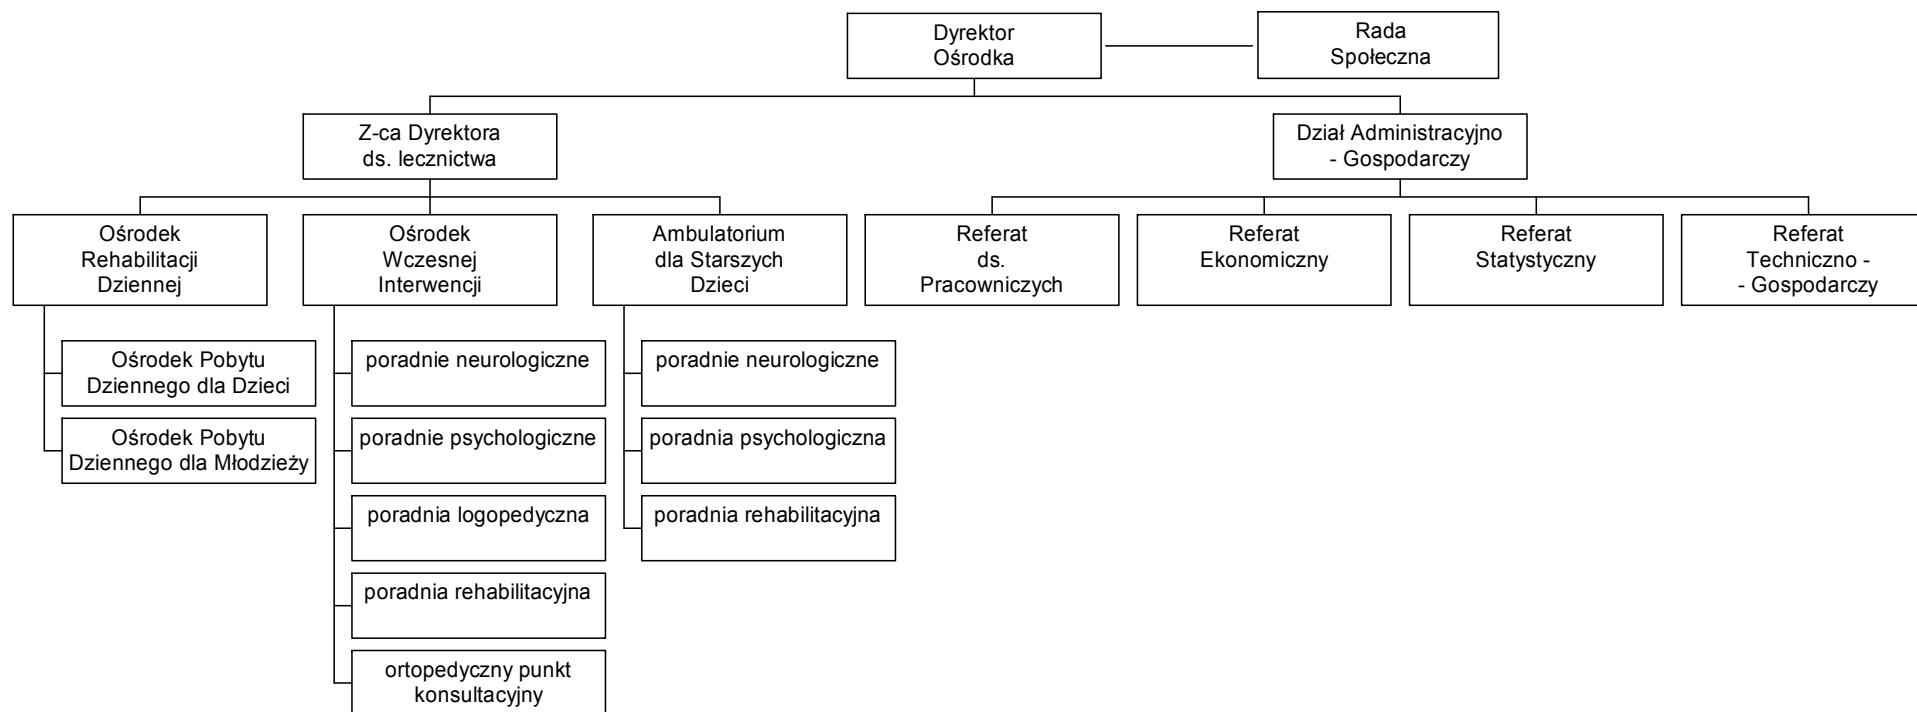 Dyrektor
Ośrodka
Rada
Społeczna
Z-ca Dyrektora
ds. lecznictwa
Dział Administracyjno
- Gospodarczy
Ośrodek
Rehabilitacji
Dziennej
Ośrodek
Wczesnej
Interwencji
Ambulatorium
dla Starszych
Dzieci
Referat
ds.
Pracowniczych
Referat
Ekonomiczny
Referat
Statystyczny
Referat
Techniczno -
- Gospodarczy
Ośrodek Pobytu
Dziennego dla Dzieci
Ośrodek Pobytu
Dziennego dla Młodzieży
poradnie neurologiczne
poradnie psychologiczne
poradnia logopedyczna
poradnia rehabilitacyjna
ortopedyczny punkt
konsultacyjny
poradnie neurologiczne
poradnia psychologiczna
poradnia rehabilitacyjna